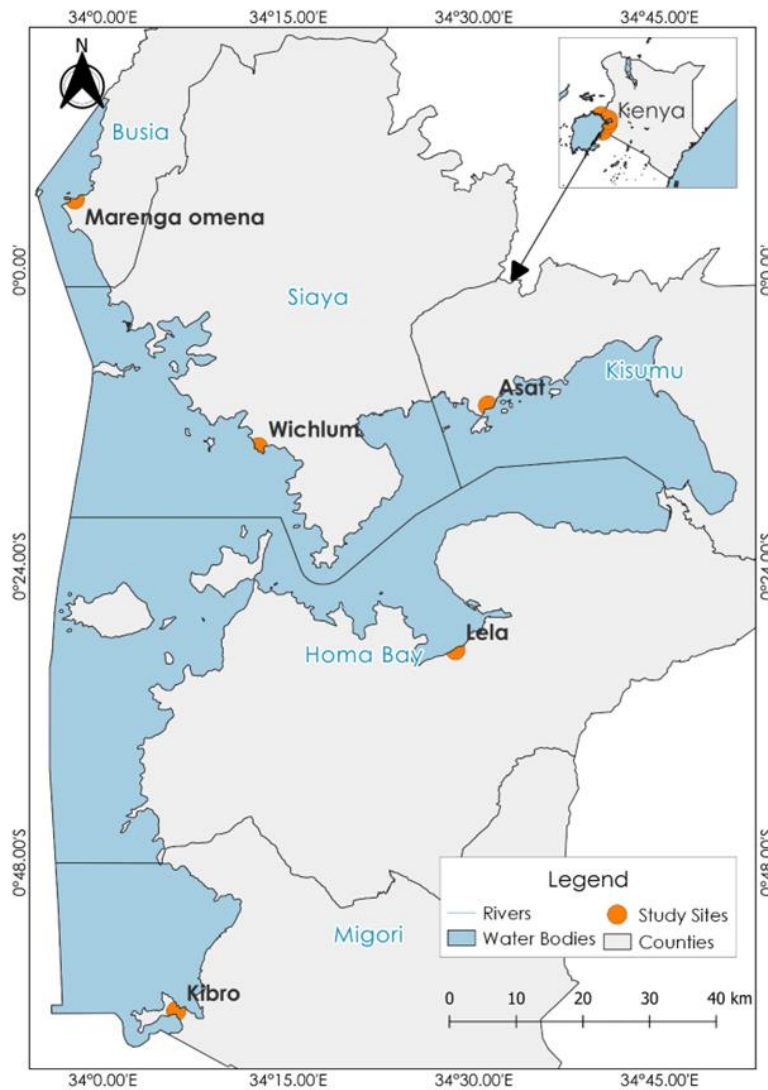 34°0.00' 34°15.00' 34°30.00' 34°45.00'
N
Kenya
Busia
Marenga omena
0°0.00' 0°0.00'
Siaya
Kisumu
Asat
Wichlum
0°24.00'S 0°24.00'S
Lela
Homa Bay
0°48.00'S 0°48.00'S
Legend
Rivers Study Sites
Water Bodies Counties
Migori
Kibro
0 10 20 30 40 km
34°0.00' 34°15.00' 34°30.00' 34°45.00'